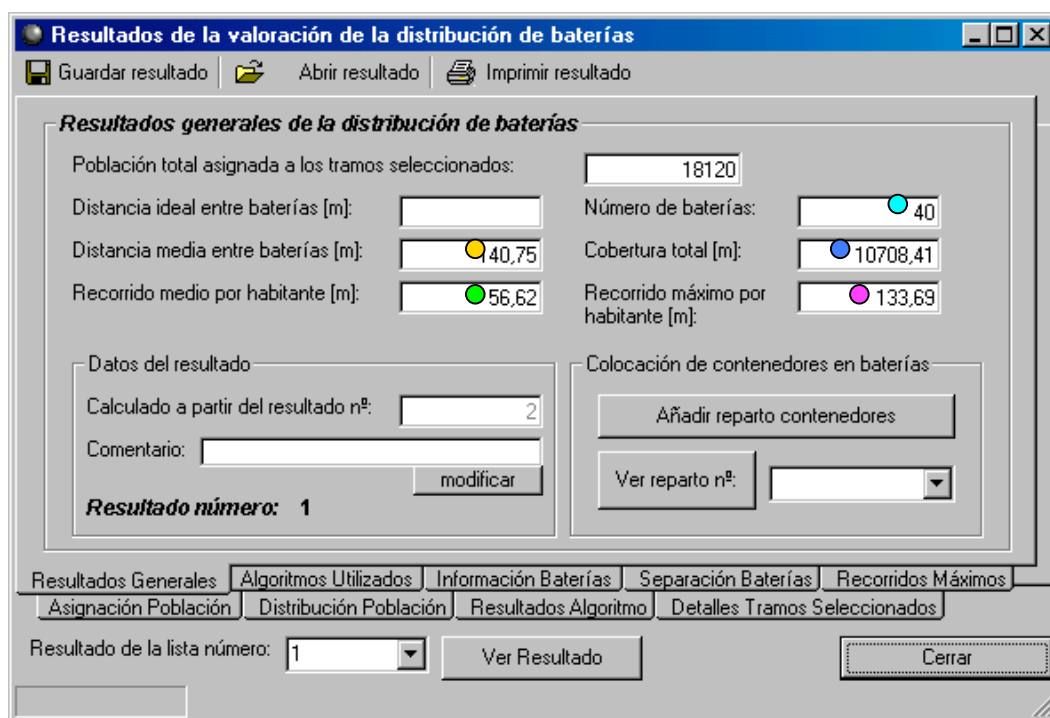 Resultados de la valoración de la distribución de baterías
Guardar resultado Abrir resultado Imprimir resultado
Resultados generales de la distribución de baterías
Población total asignada a los tramos seleccionados: 18120
Distancia ideal entre baterías [m]: Número de baterías: 40
Distancia media entre baterías [m]: 140,75 Cobertura total [m]: 10708,41
Recorrido medio por habitante [m]: 56,62 Recorrido máximo por habitante [m]: 133,69
Datos del resultado
Calculado a partir del resultado nº: 2
Comentario:
modificar
Resultado número: 1
Colocación de contenedores en baterías
Añadir reparto contenedores
Ver reparto nº:
Resultados Generales Algoritmos Utilizados Información Baterías Separación Baterías Recorridos Máximos
Asignación Población Distribución Población Resultados Algoritmo Detalles Tramos Seleccionados
Resultado de la lista número: 1 Ver Resultado Cerrar